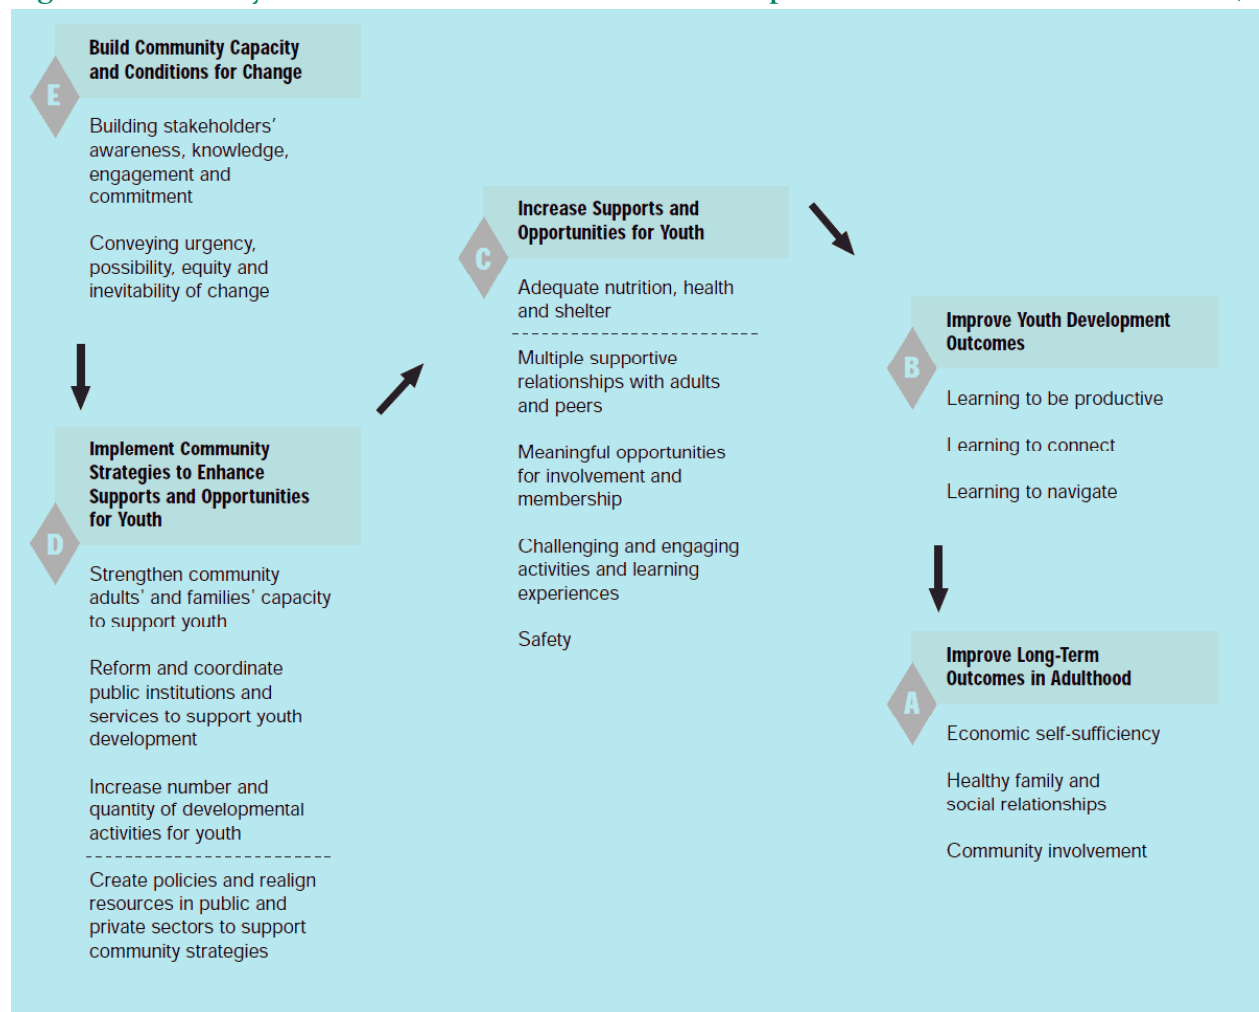 Build Community Capacity
and Conditions for Change
E
Building stakeholders'
awareness, knowledge,
engagement and
commitment
Conveying urgency,
possibility, equity and
inevitability of change
Implement Community
Strategies to Enhance
Supports and Opportunities
for Youth
D
Strengthen community
adults' and families' capacity
to support youth
Reform and coordinate
public institutions and
services to support youth
development
Increase number and
quantity of developmental
activities for youth
Create policies and realign
resources in public and
private sectors to support
community strategies
Increase Supports and
Opportunities for Youth
C
Adequate nutrition, health
and shelter
Multiple supportive
relationships with adults
and peers
Meaningful opportunities
for involvement and
membership
Challenging and engaging
activities and learning
experiences
Safety
Improve Youth Development
Outcomes
B
Learning to be productive
Learning to connect
Learning to navigate
Improve Long-Term
Outcomes in Adulthood
A
Economic self-sufficiency
Healthy family and
social relationships
Community involvement